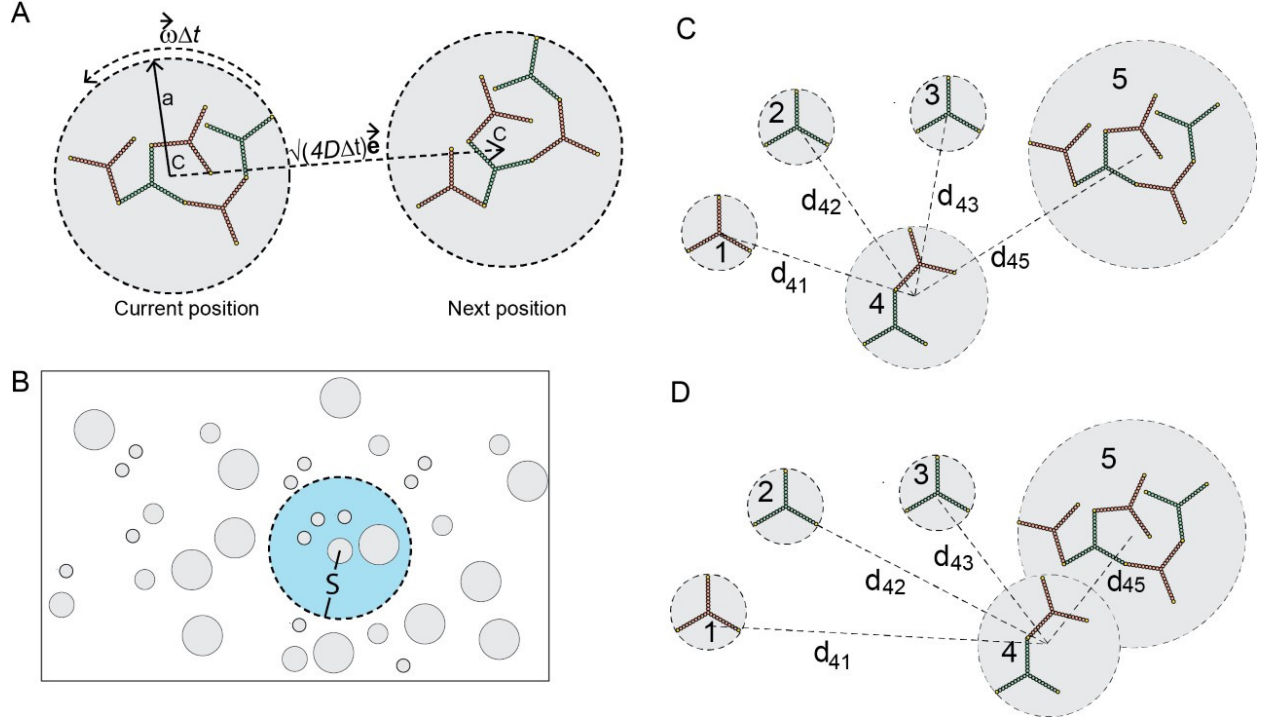 A
ω⃗Δt
a
C
√(4DΔt)e⃗
C
Current position
Next position
B
S
C
1
2
3
4
5
d41
d42
d43
d45
D
1
2
3
4
5
d41
d42
d43
d45